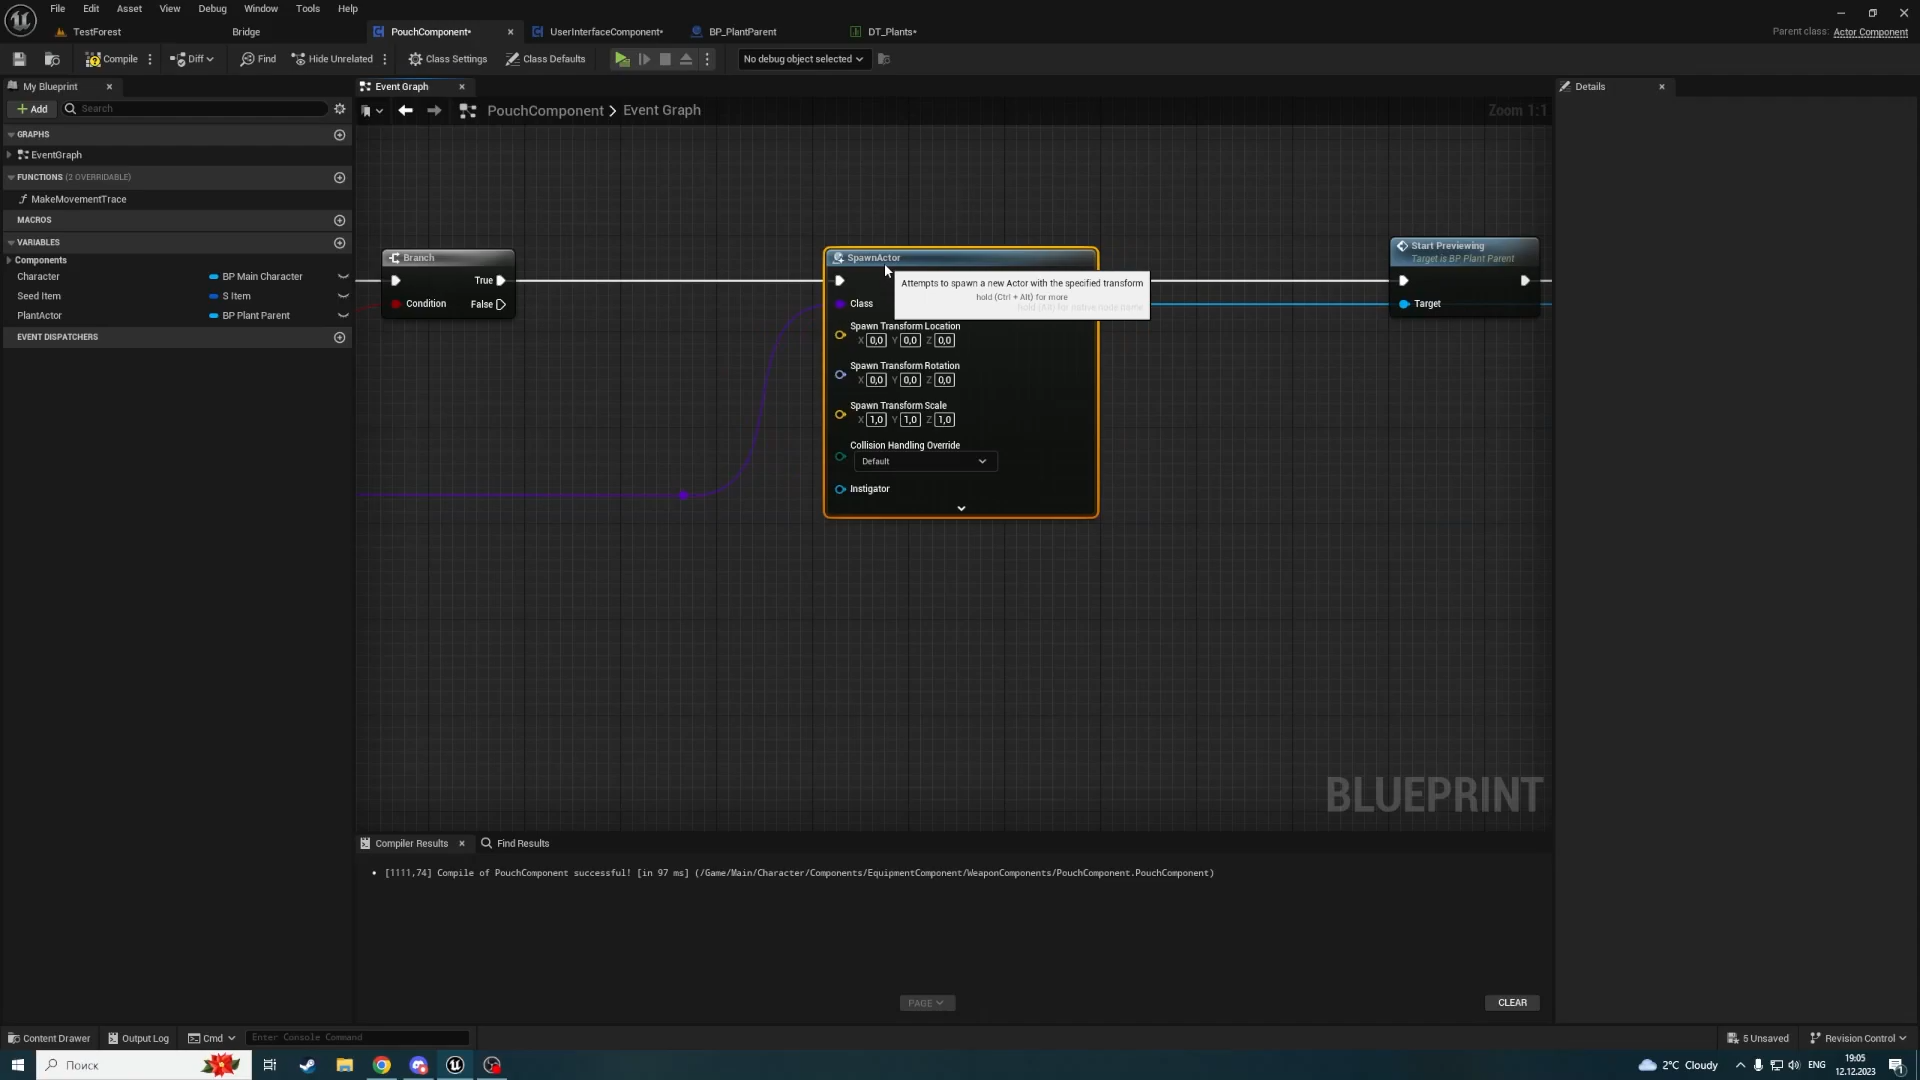 File Edit Asset View Debug Window Tools Help
TestForest Bridge PouchComponent* UserInterfaceComponent* BP_PlantParent DT_Plants*
Parent class: Actor Component
Compile Diff Find Hide Unrelated Class Settings Class Defaults No debug object selected
My Blueprint
Event Graph
Details
Add Search
PouchComponent > Event Graph
Zoom 1:1
GRAPHS
EventGraph
FUNCTIONS (2 OVERRIDABLE)
MakeMovementTrace
MACROS
VARIABLES
Components
Character BP Main Character
Seed Item S Item
PlantActor BP Plant Parent
EVENT DISPATCHERS
Branch
True
Condition False
SpawnActor
Attempts to spawn a new Actor with the specified transform
hold (Ctrl + Alt) for more
hold (Alt) for native node name
Class
Spawn Transform Location
X 0,0 Y 0,0 Z 0,0
Spawn Transform Rotation
X 0,0 Y 0,0 Z 0,0
Spawn Transform Scale
X 1,0 Y 1,0 Z 1,0
Collision Handling Override
Default
Instigator
Start Previewing
Target is BP Plant Parent
Target
BLUEPRINT
Compiler Results Find Results
[1111,74] Compile of PouchComponent successful! [in 97 ms] (/Game/Main/Character/Components/EquipmentComponent/WeaponComponents/PouchComponent.PouchComponent)
PAGE
CLEAR
Content Drawer Output Log Cmd Enter Console Command
5 Unsaved Revision Control
Поиск
2°C Cloudy
ENG
19:05
12.12.2023
1